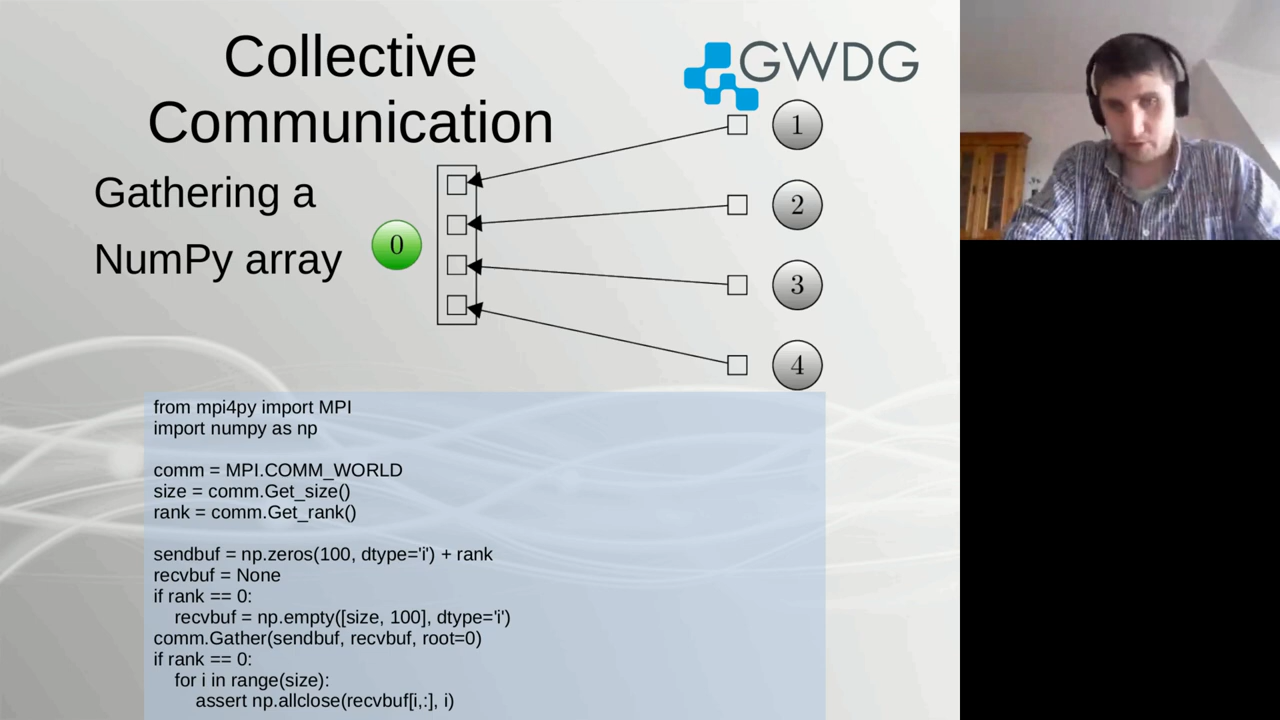 Collective
Communication
GWDG
Gathering a
NumPy array
0
1
2
3
4
from mpi4py import MPI
import numpy as np
comm = MPI.COMM_WORLD
size = comm.Get_size()
rank = comm.Get_rank()
sendbuf = np.zeros(100, dtype='i') + rank
recvbuf = None
if rank == 0:
    recvbuf = np.empty([size, 100], dtype='i')
comm.Gather(sendbuf, recvbuf, root=0)
if rank == 0:
    for i in range(size):
        assert np.allclose(recvbuf[i,:], i)